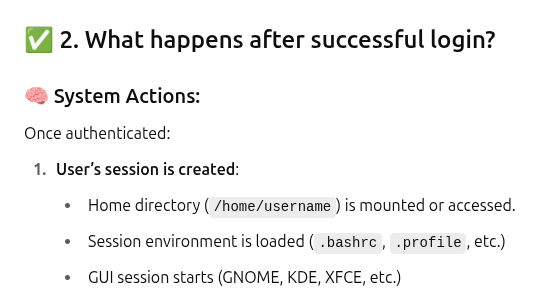 ✅ 2. What happens after successful login?
🧠 System Actions:
Once authenticated:
1. User’s session is created:
• Home directory (/home/username) is mounted or accessed.
• Session environment is loaded (.bashrc, .profile, etc.)
• GUI session starts (GNOME, KDE, XFCE, etc.)